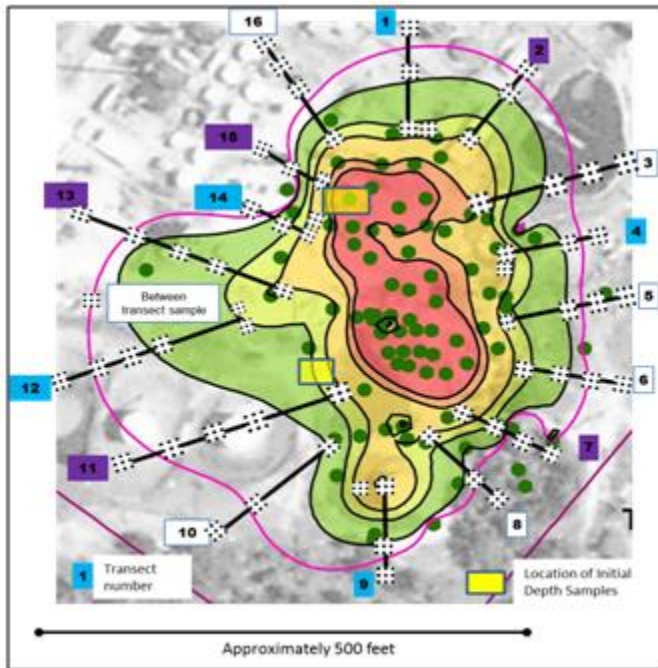 16
1
2
15
3
13
14
4
Between
transect sample
5
12
6
11
7
10
8
1
Transect
number
9
Location of Initial
Depth Samples
Approximately 500 feet